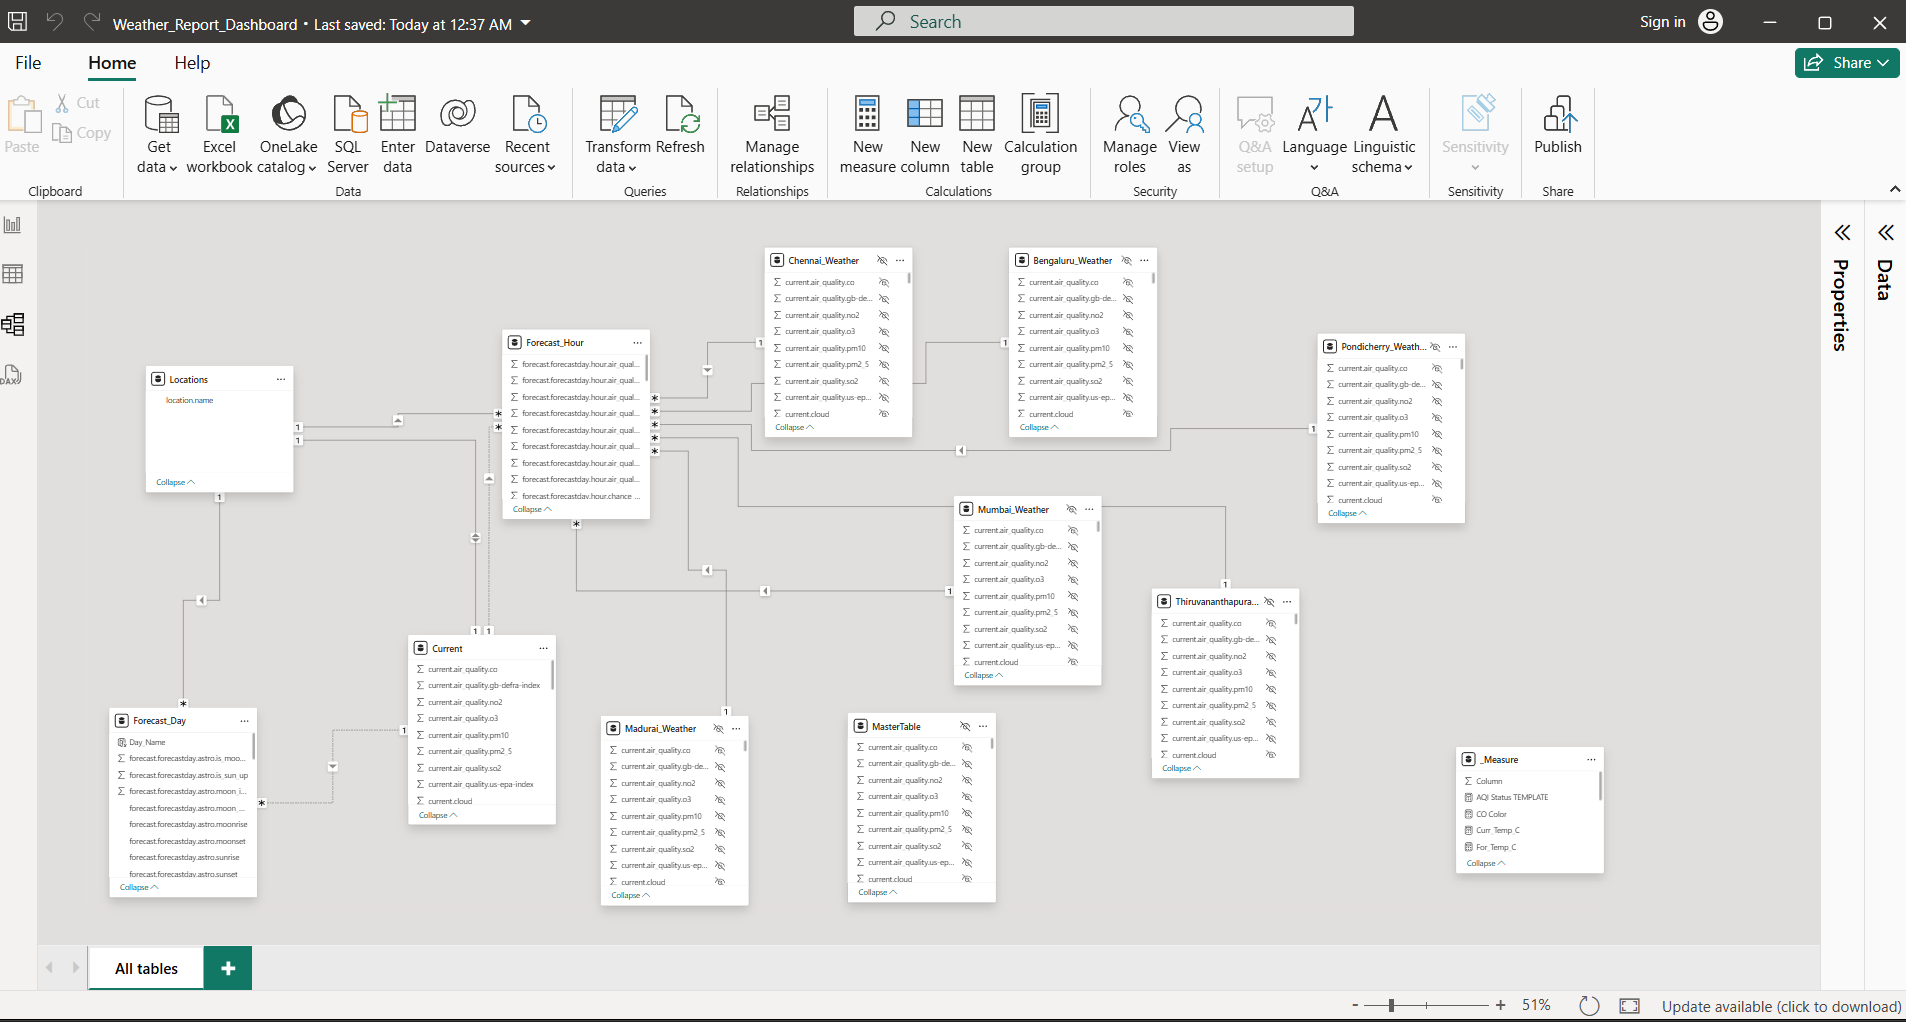 Weather_Report_Dashboard • Last saved: Today at 12:37 AM
Search
Sign in
File
Home
Help
Share
Paste
Cut
Copy
Clipboard
Get data
Excel workbook
OneLake catalog
SQL Server
Enter data
Dataverse
Recent sources
Data
Transform data
Refresh
Queries
Manage relationships
Relationships
New measure
New column
New table
Calculation group
Calculations
Manage roles
View as
Security
Q&A setup
Language
Linguistic schema
Q&A
Sensitivity
Sensitivity
Publish
Share
Locations
location.name
Collapse
1
1
1
Forecast_Hour
forecast.forecastday.hour.air_qual...
forecast.forecastday.hour.air_qual...
forecast.forecastday.hour.air_qual...
forecast.forecastday.hour.air_qual...
forecast.forecastday.hour.air_qual...
forecast.forecastday.hour.air_qual...
forecast.forecastday.hour.air_qual...
forecast.forecastday.hour.air_qual...
forecast.forecastday.hour.chance ...
Collapse
*
*
*
*
*
*
*
*
Chennai_Weather
current.air_quality.co
current.air_quality.gb-de...
current.air_quality.no2
current.air_quality.o3
current.air_quality.pm10
current.air_quality.pm2_5
current.air_quality.so2
current.air_quality.us-ep...
current.cloud
Collapse
1
Bengaluru_Weather
current.air_quality.co
current.air_quality.gb-de...
current.air_quality.no2
current.air_quality.o3
current.air_quality.pm10
current.air_quality.pm2_5
current.air_quality.so2
current.air_quality.us-ep...
current.cloud
Collapse
1
Pondicherry_Weath...
current.air_quality.co
current.air_quality.gb-de...
current.air_quality.no2
current.air_quality.o3
current.air_quality.pm10
current.air_quality.pm2_5
current.air_quality.so2
current.air_quality.us-ep...
current.cloud
Collapse
1
Mumbai_Weather
current.air_quality.co
current.air_quality.gb-de...
current.air_quality.no2
current.air_quality.o3
current.air_quality.pm10
current.air_quality.pm2_5
current.air_quality.so2
current.air_quality.us-ep...
current.cloud
Collapse
1
Thiruvananthapura...
current.air_quality.co
current.air_quality.gb-de...
current.air_quality.no2
current.air_quality.o3
current.air_quality.pm10
current.air_quality.pm2_5
current.air_quality.so2
current.air_quality.us-ep...
current.cloud
Collapse
1
Current
current.air_quality.co
current.air_quality.gb-defra-index
current.air_quality.no2
current.air_quality.o3
current.air_quality.pm10
current.air_quality.pm2_5
current.air_quality.so2
current.air_quality.us-epa-index
current.cloud
Collapse
1
1
1
Forecast_Day
Day_Name
forecast.forecastday.astro.is_moo...
forecast.forecastday.astro.is_sun_up
forecast.forecastday.astro.moon_i...
forecast.forecastday.astro.moon_...
forecast.forecastday.astro.moonrise
forecast.forecastday.astro.moonset
forecast.forecastday.astro.sunrise
forecast.forecastday.astro.sunset
Collapse
*
*
Madurai_Weather
current.air_quality.co
current.air_quality.gb-de...
current.air_quality.no2
current.air_quality.o3
current.air_quality.pm10
current.air_quality.pm2_5
current.air_quality.so2
current.air_quality.us-ep...
current.cloud
Collapse
1
MasterTable
current.air_quality.co
current.air_quality.gb-de...
current.air_quality.no2
current.air_quality.o3
current.air_quality.pm10
current.air_quality.pm2_5
current.air_quality.so2
current.air_quality.us-ep...
current.cloud
Collapse
_Measure
Column
AQI Status TEMPLATE
CO Color
Curr_Temp_C
For_Temp_C
Collapse
Properties
Data
DAX
All tables
+
- + 51%
Update available (click to download)